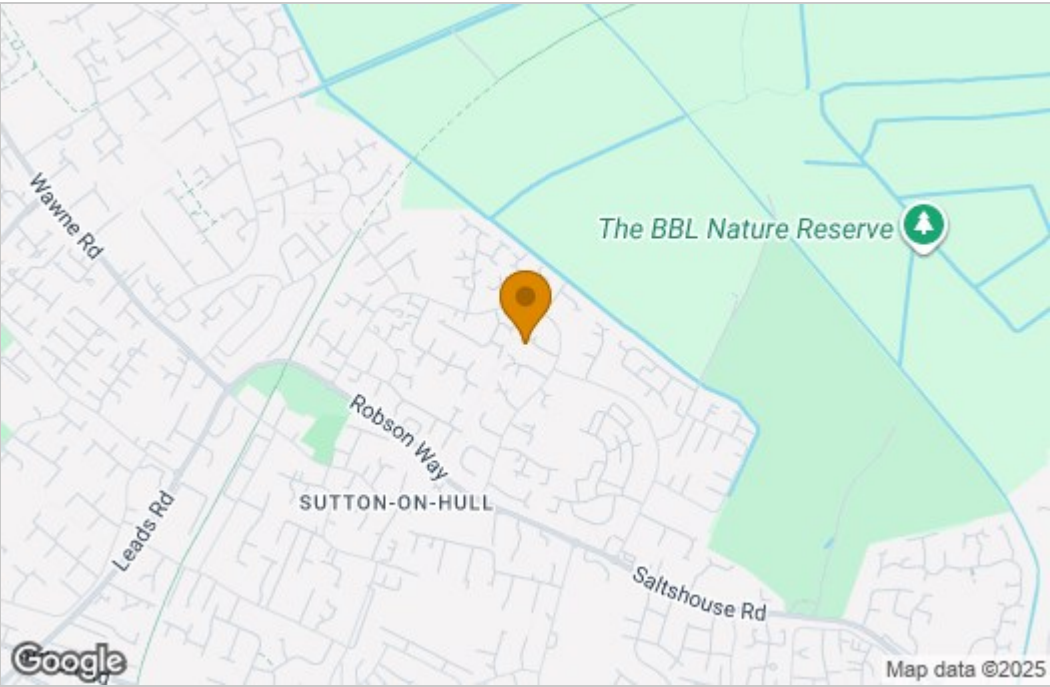 Wawne Rd
The BBL Nature Reserve
Robson Way
SUTTON-ON-HULL
Leads Rd
Saltshouse Rd
Google
Map data ©2025